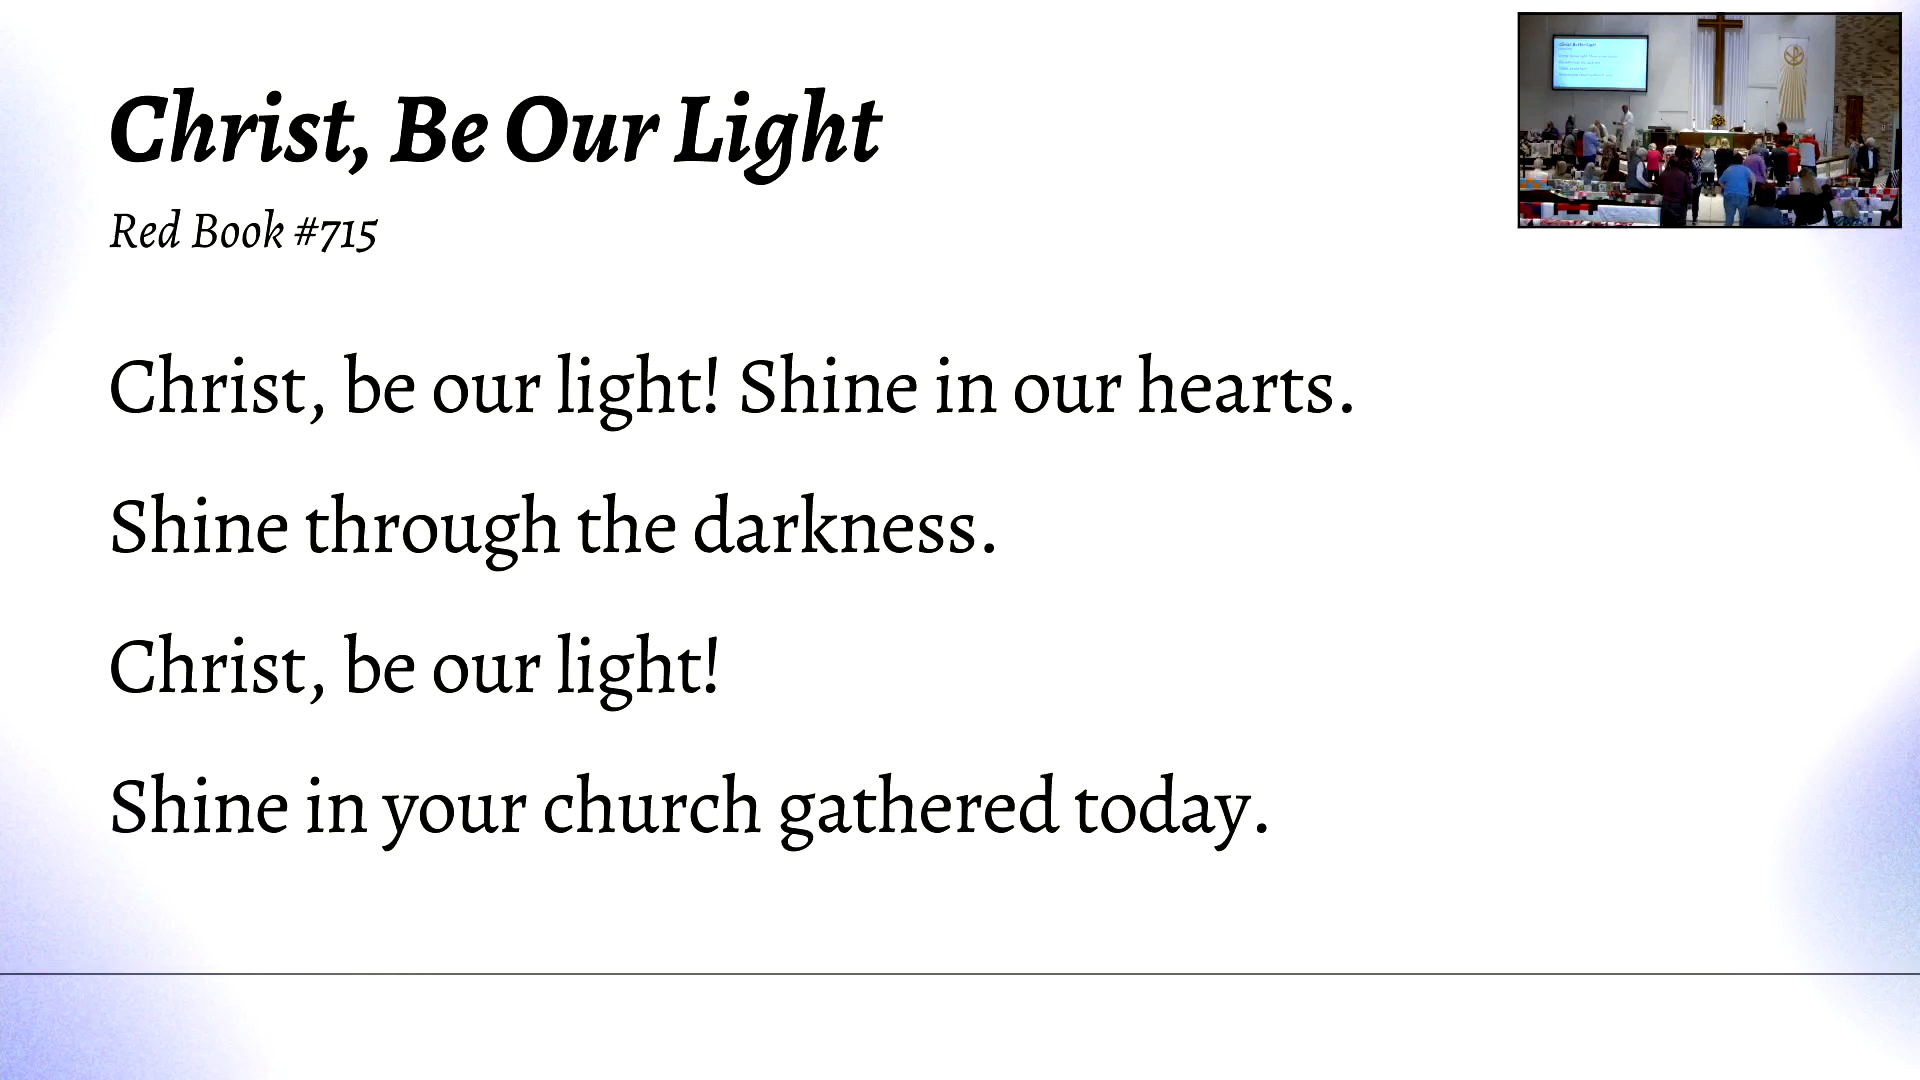 Christ, Be Our Light
Red Book #715
Christ, be our light! Shine in our hearts.
Shine through the darkness.
Christ, be our light!
Shine in your church gathered today.